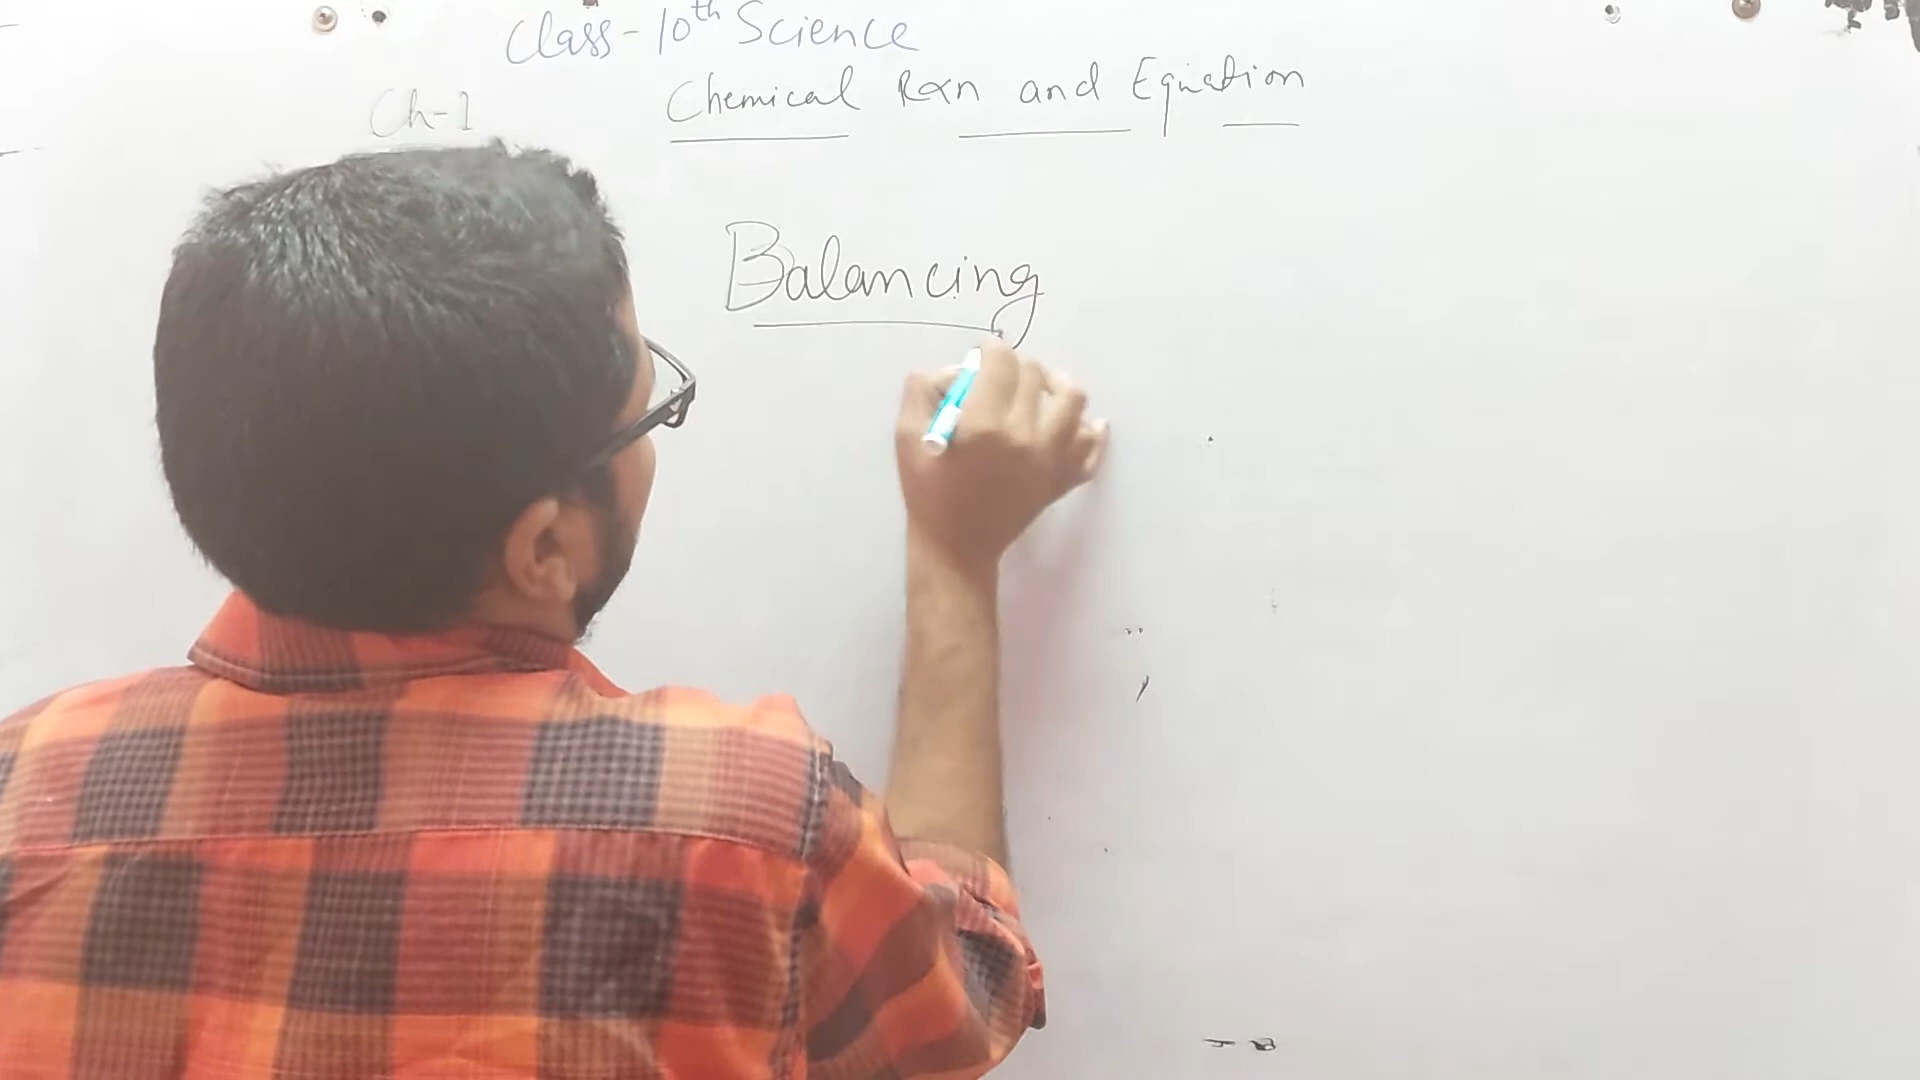 Class-10th Science
Ch-1 Chemical Rxn and Equation
Balancing